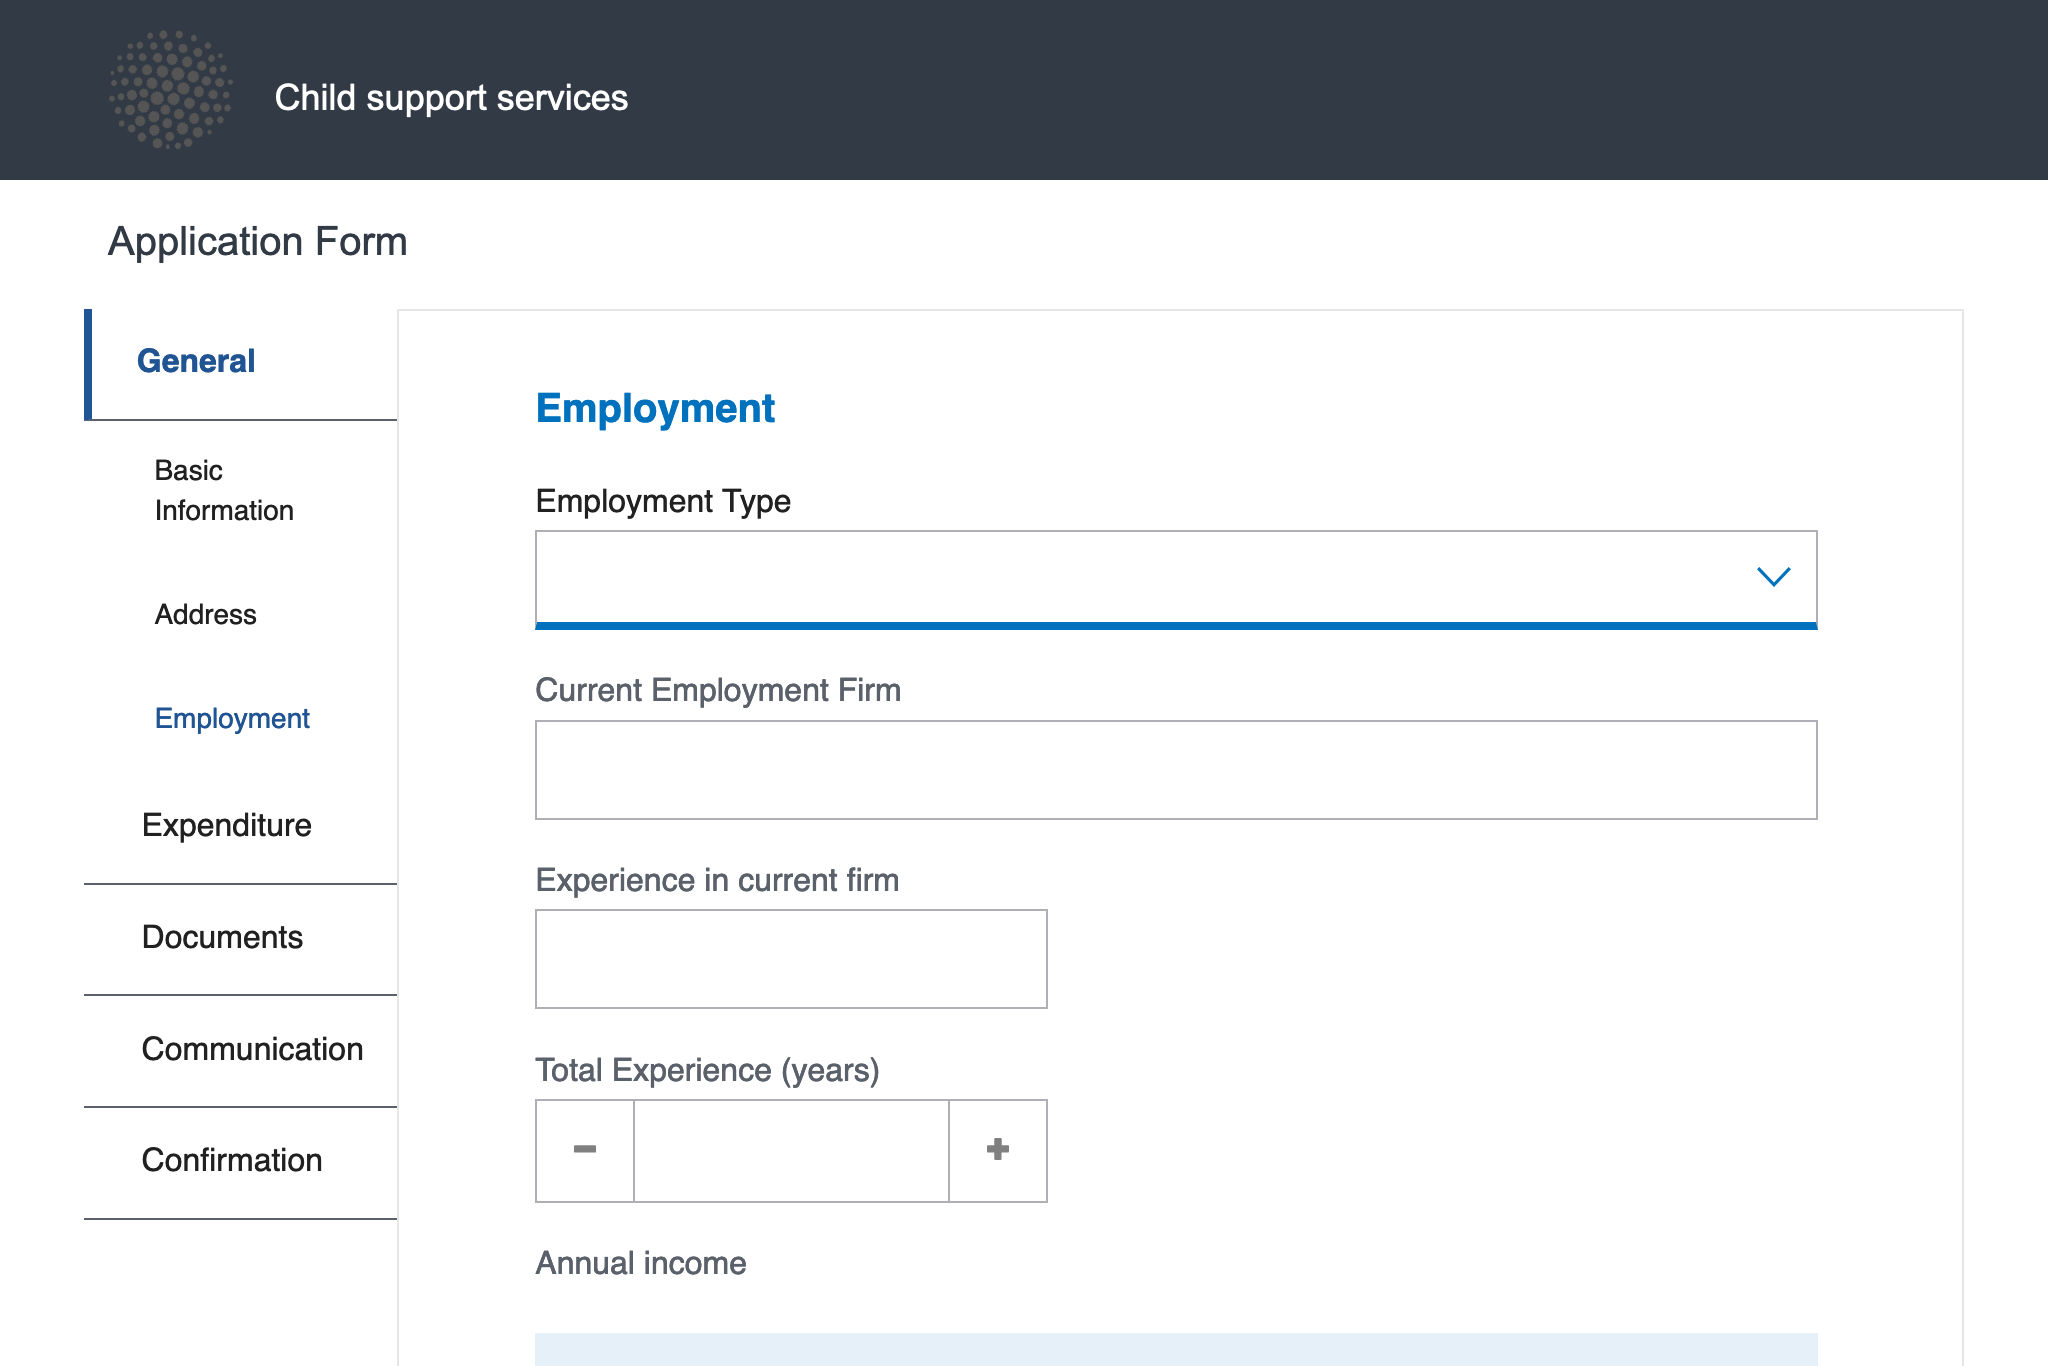 Child support services
Application Form
General
Basic
Information
Address
Employment
Expenditure
Documents
Communication
Confirmation
Employment
Employment Type
Current Employment Firm
Experience in current firm
Total Experience (years)
Annual income